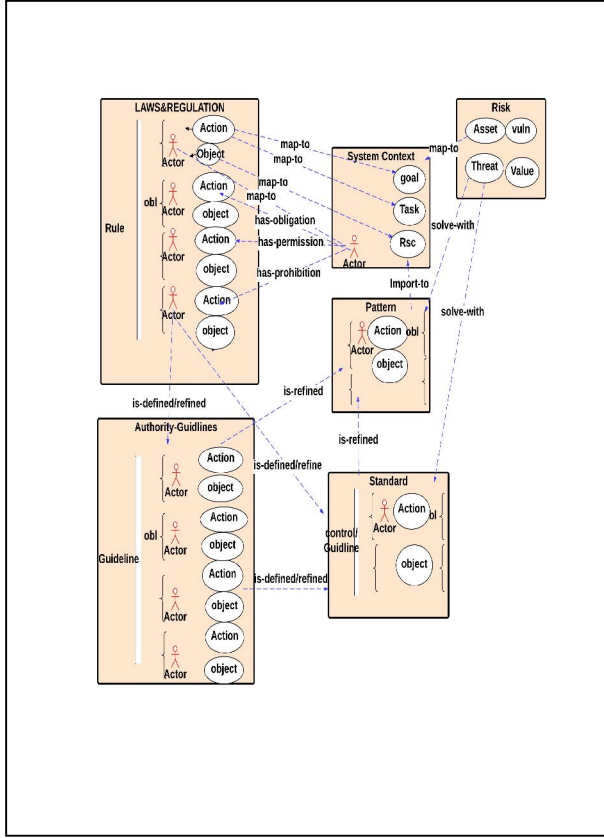 LAWS&REGULATION
Rule
Action
Object
Actor
obl
Action
object
Actor
Action
object
Actor
Action
object
Actor
map-to
map-to
map-to
map-to
has-obligation
has-permission
has-prohibition
System Context
goal
Task
Rsc
Actor
Risk
Asset
vuln
Threat
Value
map-to
solve-with
solve-with
Import-to
Pattern
Action
obl
Actor
object
is-defined/refined
is-refined
is-refined
is-defined/refine
is-defined/refined
Authority-Guidlines
Guideline
Action
object
Actor
obl
Action
object
Actor
Action
object
Actor
Action
object
Actor
Standard
control/
Guidline
Action
bl
Actor
object